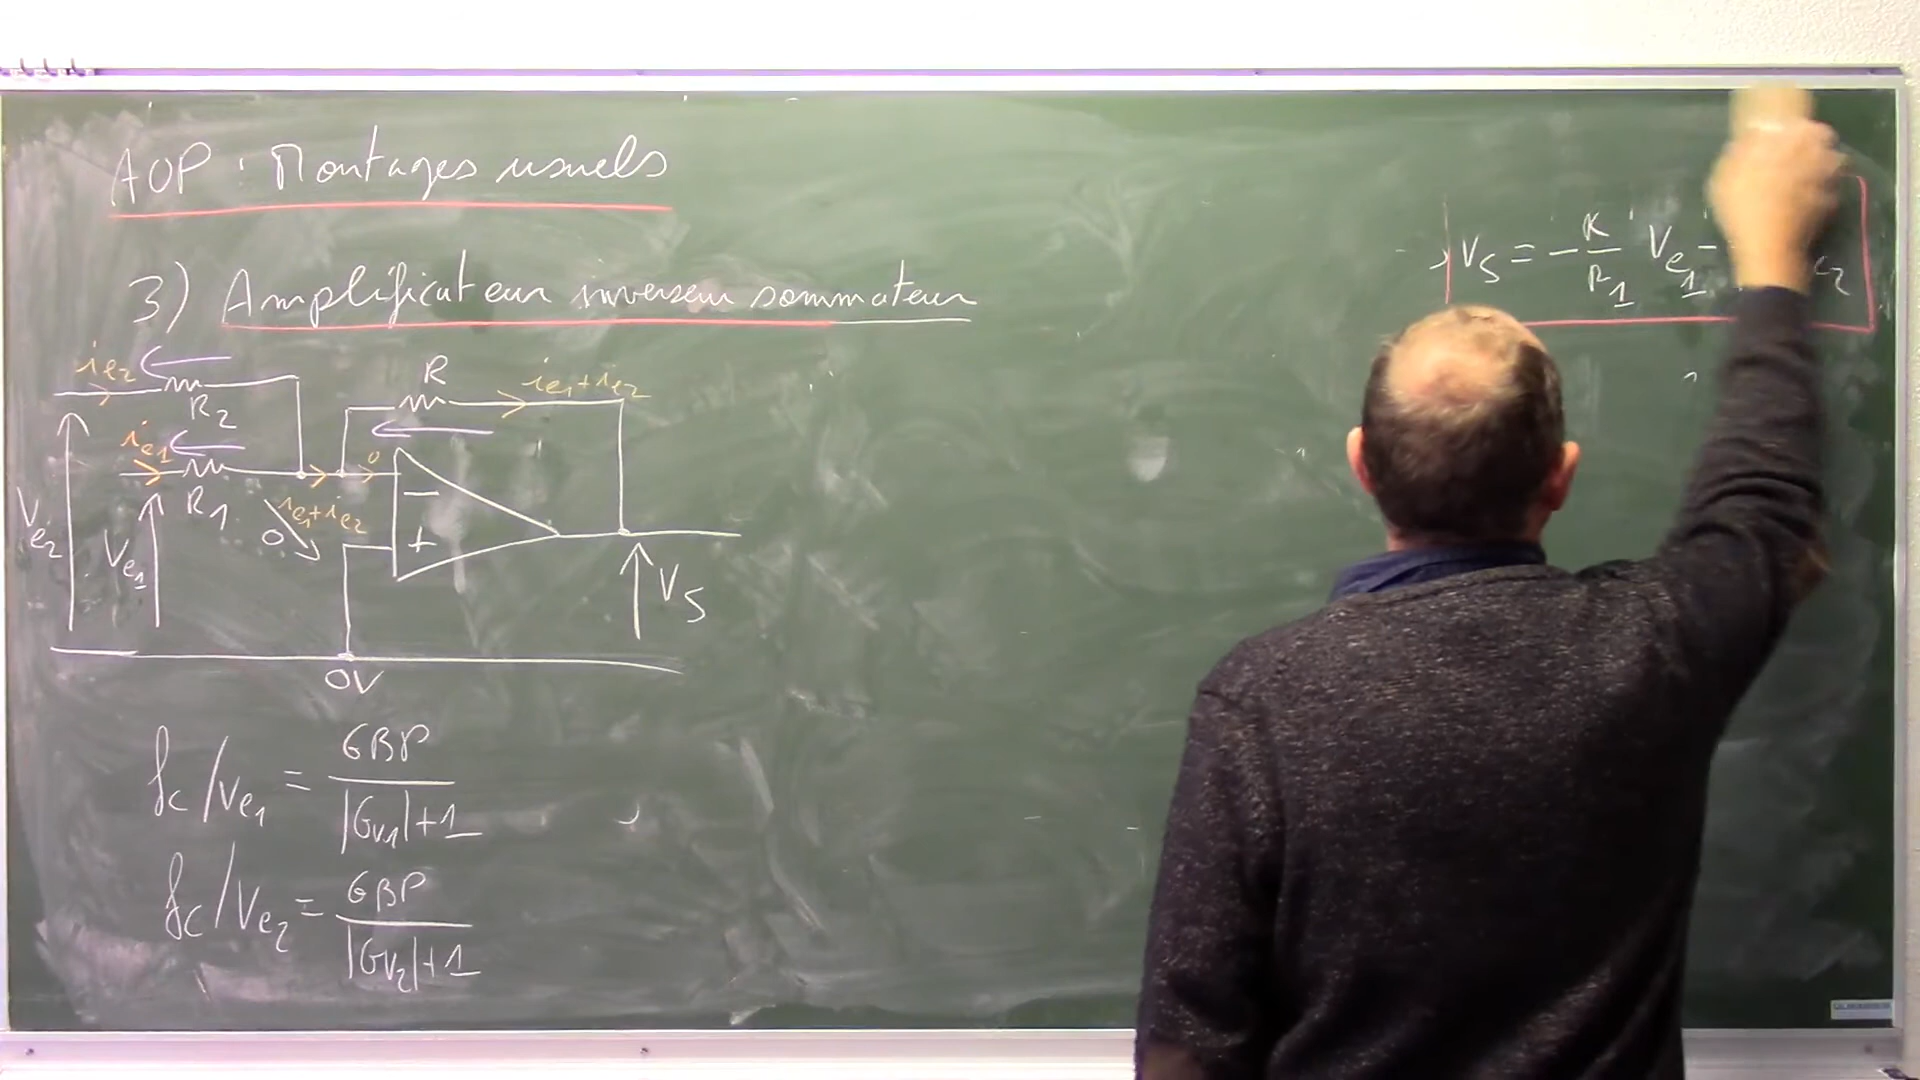 AOP : Montages usuels
3) Amplificateur inverseur sommateur
ie2
R2
ie1
R1
R
ie1+ie2
0
ie1+ie2
0
-
+
Ve2
Ve1
VS
0V
fc/Ve1 = GBP / |Gv1|+1
fc/Ve2 = GBP / |Gv2|+1
→ VS = - R/R1 Ve1 -